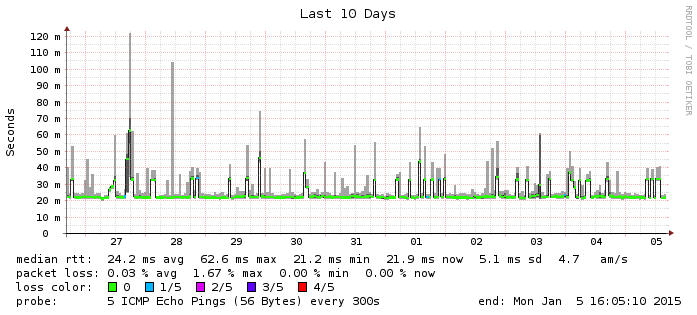 Last 10 Days
RRDTOOL / TOBI OETIKER
Seconds
120 m
110 m
100 m
90 m
80 m
70 m
60 m
50 m
40 m
30 m
20 m
10 m
0
27 28 29 30 31 01 02 03 04 05
median rtt: 24.2 ms avg 62.6 ms max 21.2 ms min 21.9 ms now 5.1 ms sd 4.7 am/s
packet loss: 0.03 % avg 1.67 % max 0.00 % min 0.00 % now
loss color: 0 1/5 2/5 3/5 4/5
probe: 5 ICMP Echo Pings (56 Bytes) every 300s end: Mon Jan 5 16:05:10 2015